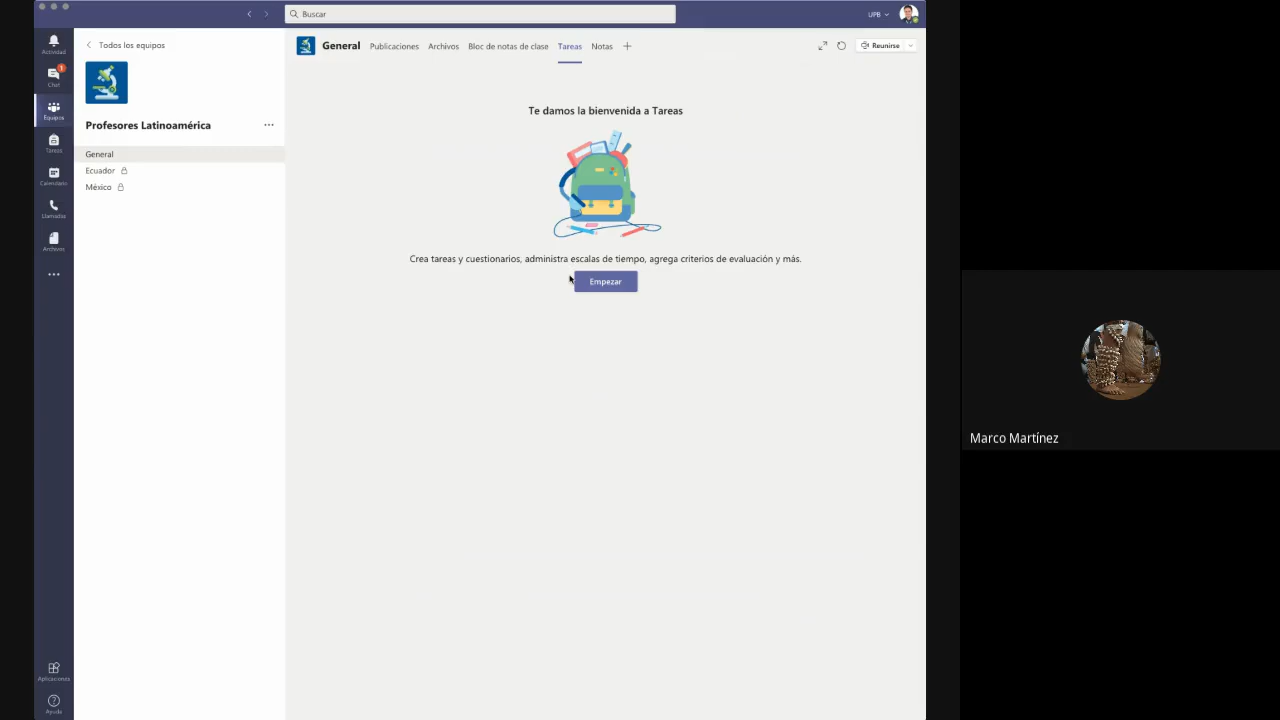 Buscar
UPB
Actividad
Chat
1
Equipos
Tareas
Calendario
Llamadas
Archivos
Aplicaciones
Ayuda
Todos los equipos
Profesores Latinoamérica
General
Ecuador
México
General
Publicaciones
Archivos
Bloc de notas de clase
Tareas
Notas
Reunirse
Te damos la bienvenida a Tareas
Crea tareas y cuestionarios, administra escalas de tiempo, agrega criterios de evaluación y más.
Empezar
Marco Martínez